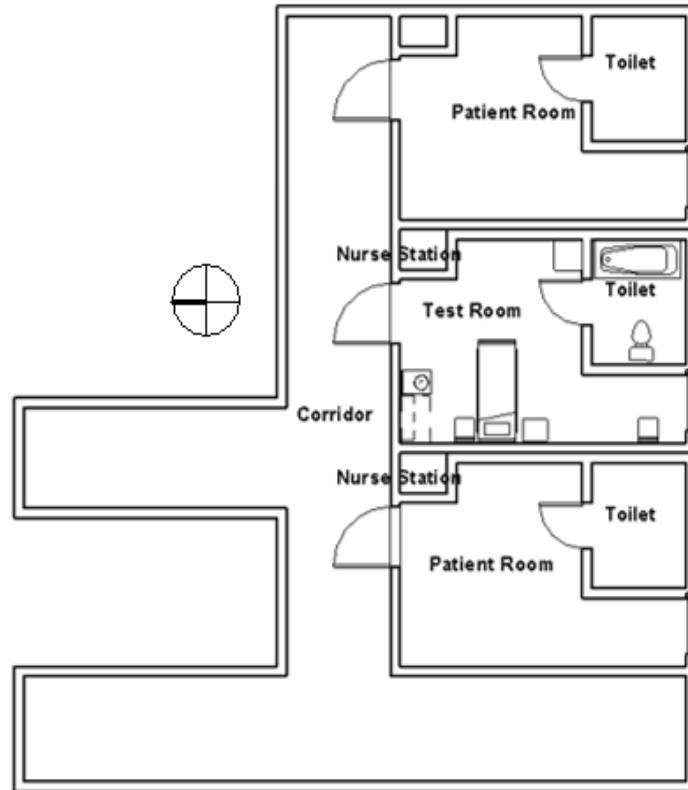 Toilet
Patient Room
Nurse Station
Toilet
Test Room
Corridor
Nurse Station
Toilet
Patient Room